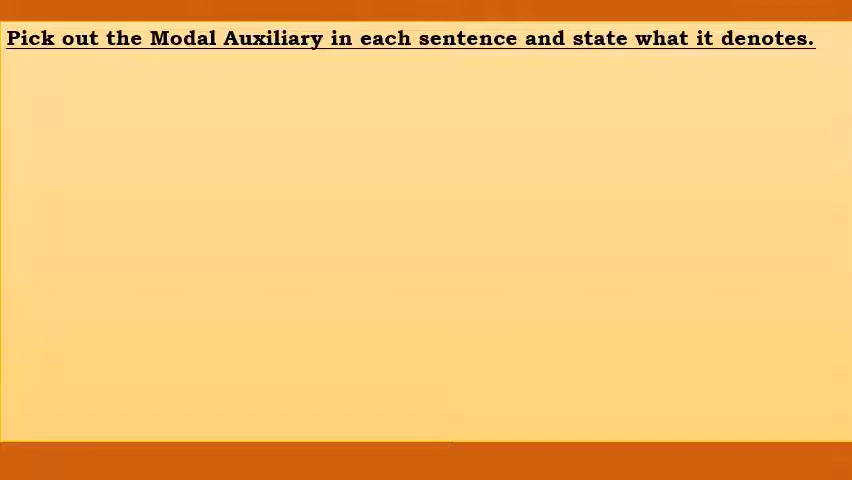 Pick out the Modal Auxiliary in each sentence and state what it denotes.